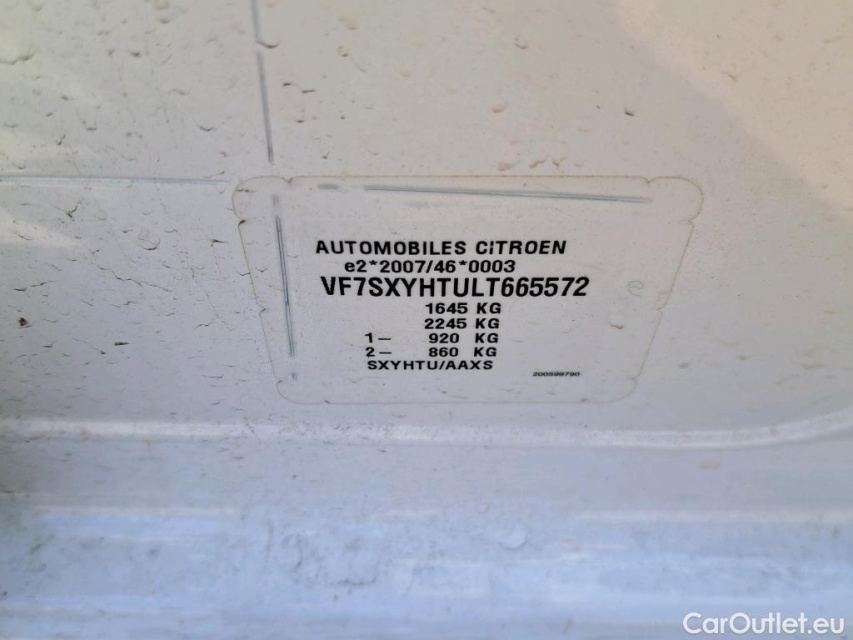 AUTOMOBILES CITROEN
e2*2007/46*0003
VF7SXYHTULT665572
1645 KG
2245 KG
1- 920 KG
2- 860 KG
SXYHTU/AAXS
200599790
CarOutlet.eu